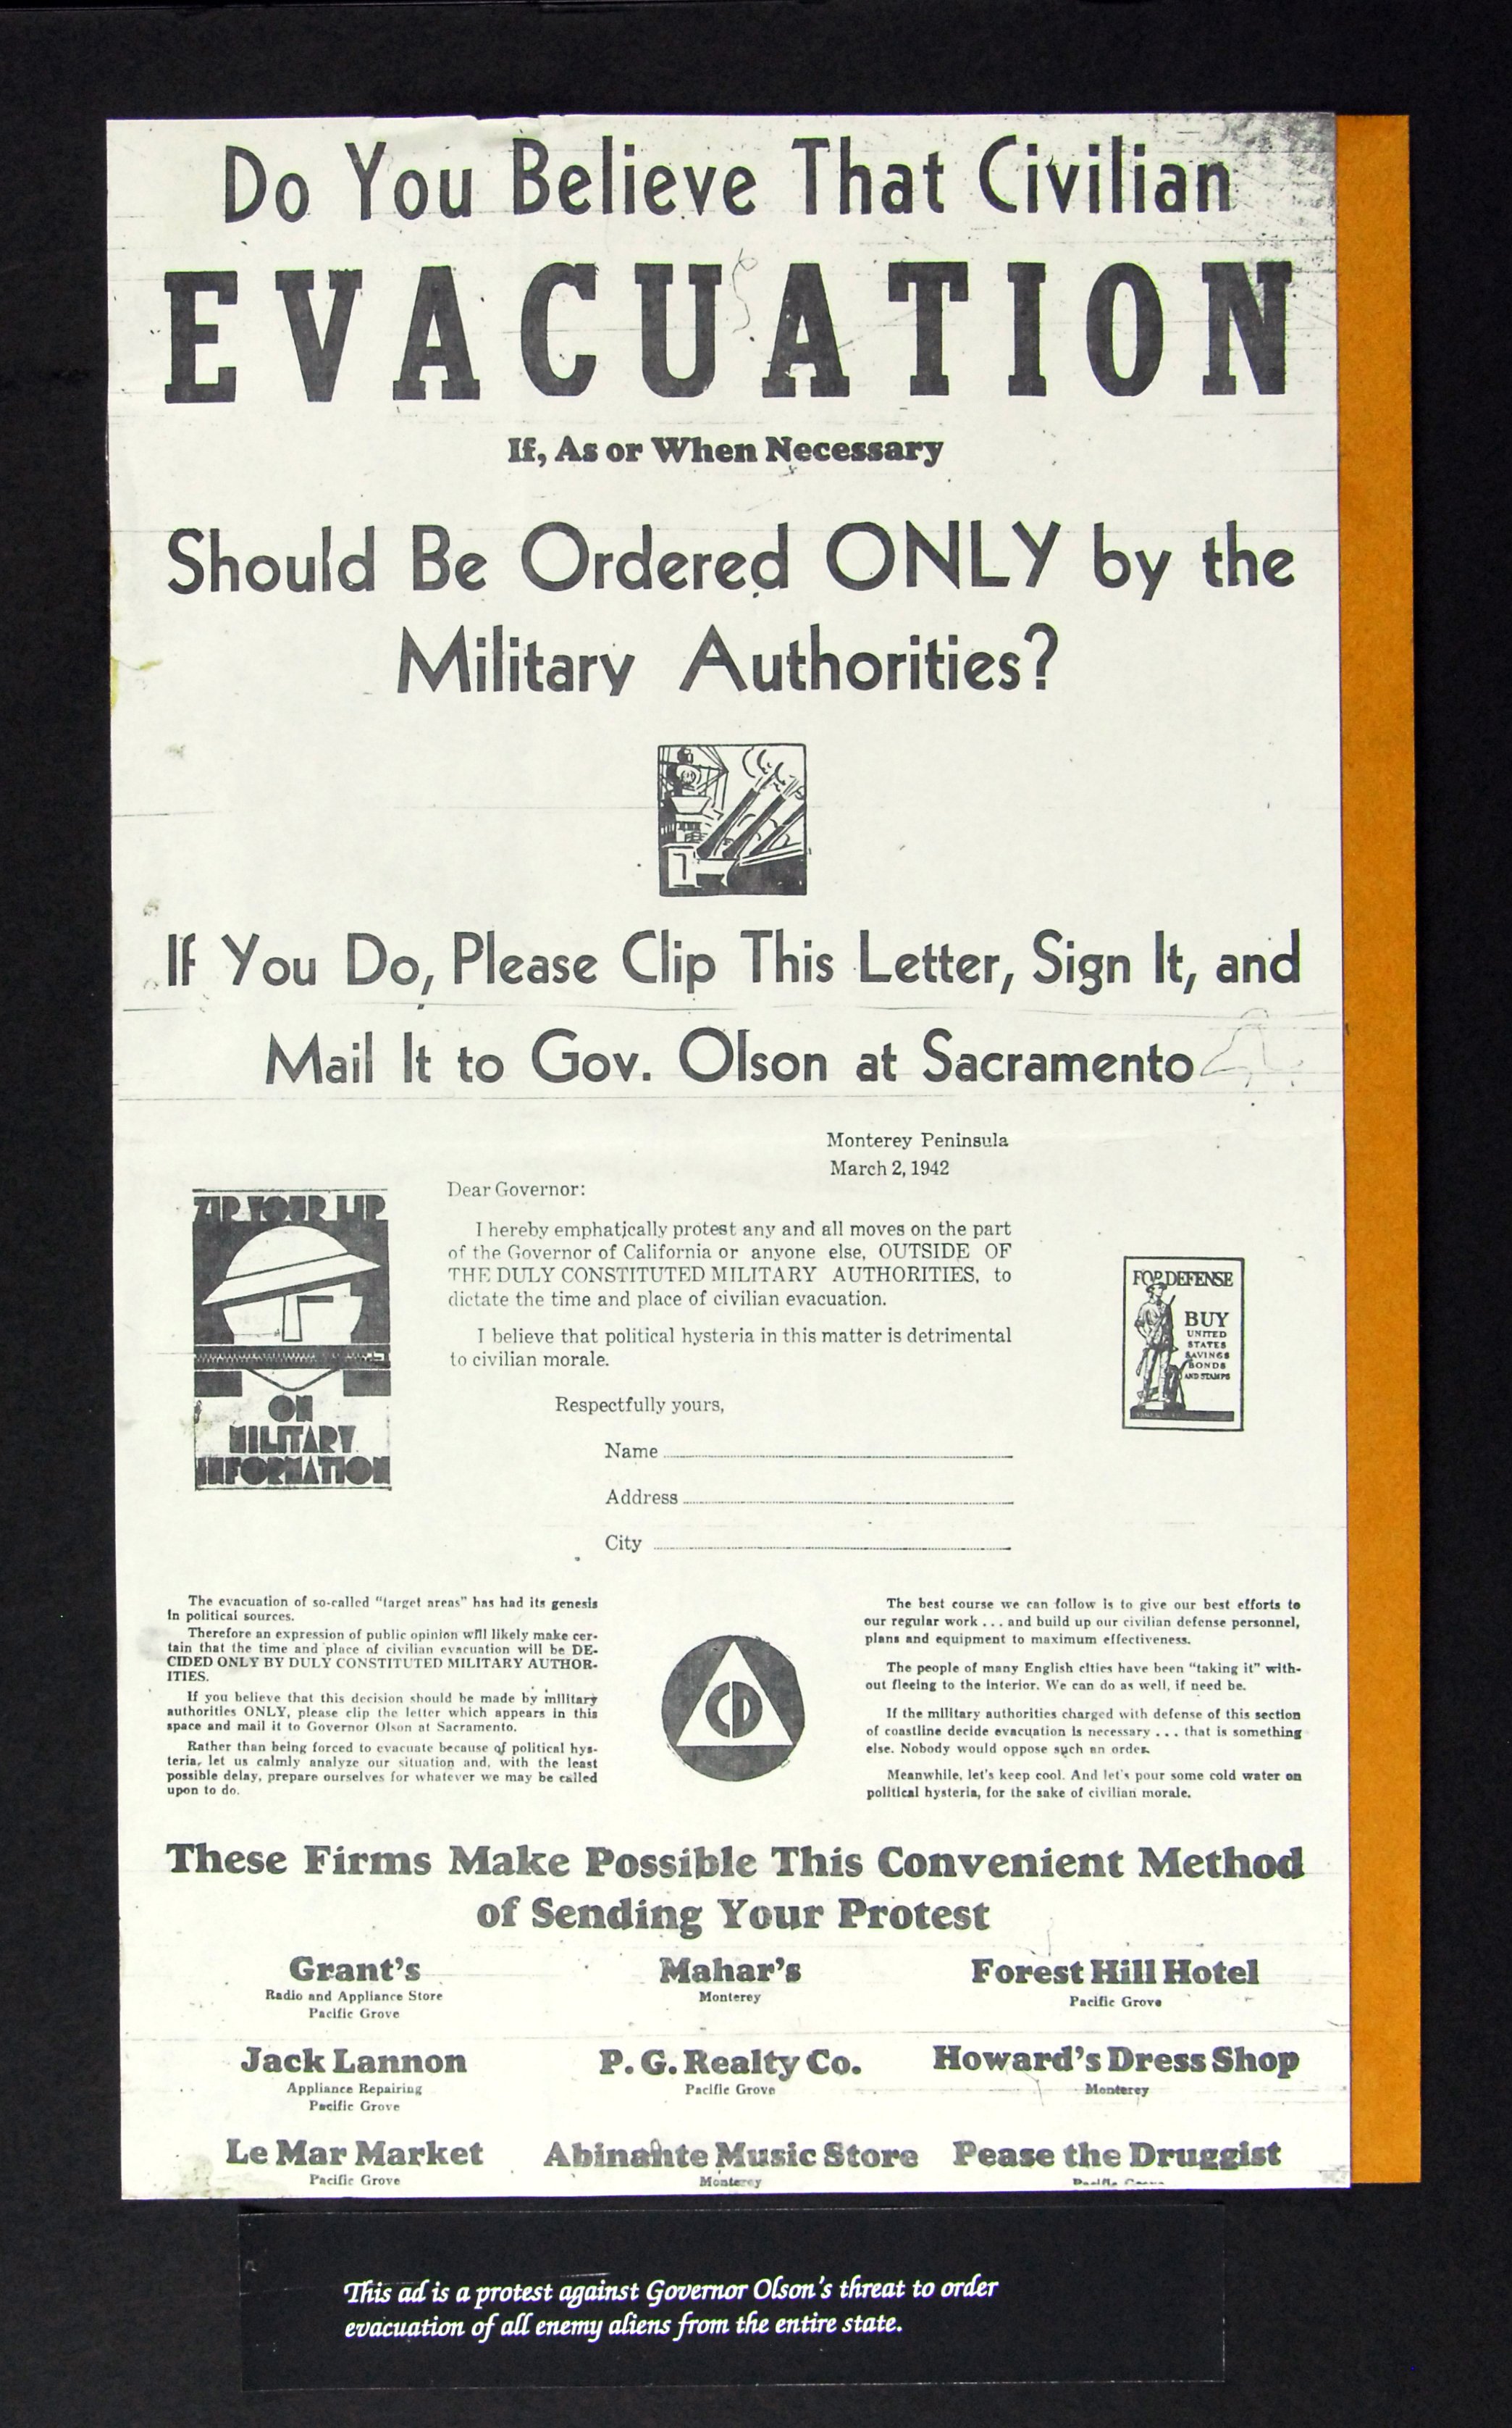 Do You Believe That Civilian
EVACUATION
If, As or When Necessary
Should Be Ordered ONLY by the
Military Authorities?
If You Do, Please Clip This Letter, Sign It, and
Mail It to Gov. Olson at Sacramento
Monterey Peninsula
March 2, 1942
Dear Governor:
I hereby emphatically protest any and all moves on the part
of the Governor of California or anyone else, OUTSIDE OF
THE DULY CONSTITUTED MILITARY AUTHORITIES, to
dictate the time and place of civilian evacuation.
I believe that political hysteria in this matter is detrimental
to civilian morale.
Respectfully yours,
Name
Address
City
ZIP YOUR LIP
ON
MILITARY
INFORMATION
FOR DEFENSE
BUY
UNITED
STATES
SAVINGS
BONDS
AND STAMPS
The evacuation of so-called "target areas" has had its genesis
in political sources.
Therefore an expression of public opinion will likely make cer-
tain that the time and place of civilian evacuation will be DE-
CIDED ONLY BY DULY CONSTITUTED MILITARY AUTHOR-
ITIES.
If you believe that this decision should be made by military
authorities ONLY, please clip the letter which appears in this
space and mail it to Governor Olson at Sacramento.
Rather than being forced to evacuate because of political hys-
teria, let us calmly analyze our situation and, with the least
possible delay, prepare ourselves for whatever we may be called
upon to do.
CD
The best course we can follow is to give our best efforts to
our regular work . . . and build up our civilian defense personnel,
plans and equipment to maximum effectiveness.
The people of many English cities have been "taking it" with-
out fleeing to the interior. We can do as well, if need be.
If the military authorities charged with defense of this section
of coastline decide evacuation is necessary . . . that is something
else. Nobody would oppose such an order.
Meanwhile, let's keep cool. And let's pour some cold water on
political hysteria, for the sake of civilian morale.
These Firms Make Possible This Convenient Method
of Sending Your Protest
Grant's
Radio and Appliance Store
Pacific Grove
Mahar's
Monterey
Forest Hill Hotel
Pacific Grove
Jack Lannon
Appliance Repairing
Pacific Grove
P. G. Realty Co.
Pacific Grove
Howard's Dress Shop
Monterey
Le Mar Market
Pacific Grove
Abinante Music Store
Monterey
Pease the Druggist
Pacific Grove
This ad is a protest against Governor Olson's threat to order
evacuation of all enemy aliens from the entire state.